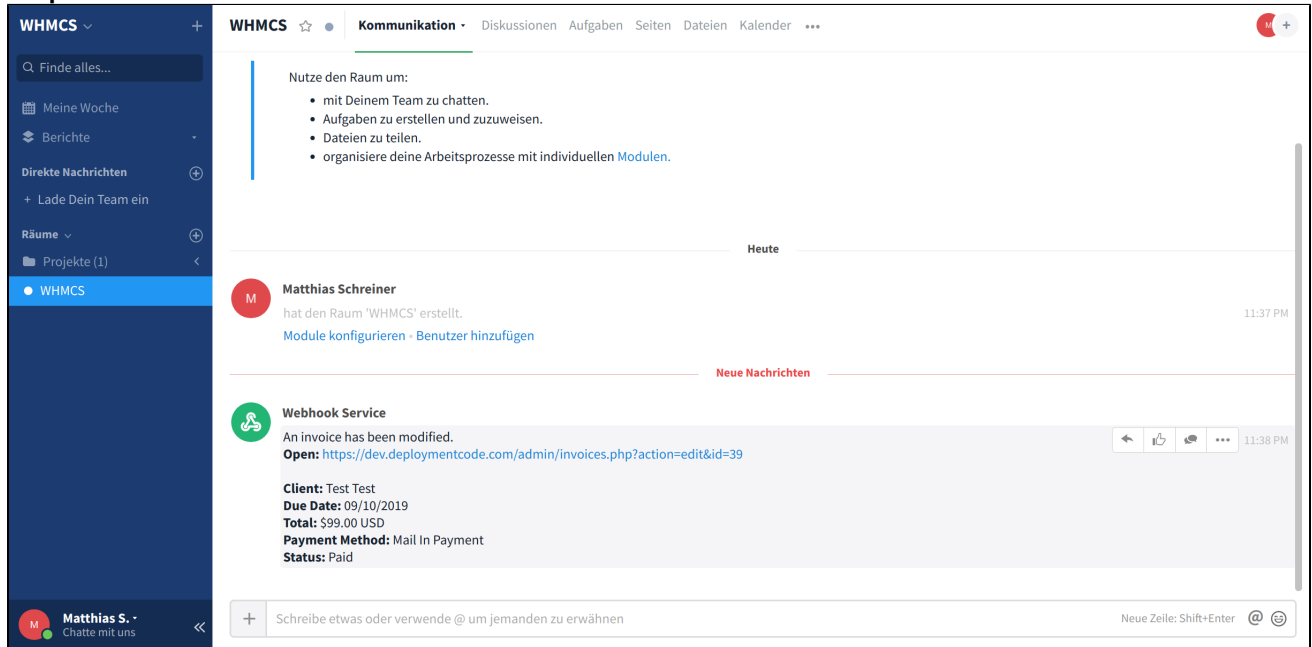 WHMCS
+
Finde alles...
Meine Woche
Berichte
Direkte Nachrichten
+ Lade Dein Team ein
Räume
Projekte (1)
WHMCS
M
Matthias S.
Chatte mit uns
WHMCS
Kommunikation
Diskussionen
Aufgaben
Seiten
Dateien
Kalender
M +
Nutze den Raum um:
• mit Deinem Team zu chatten.
• Aufgaben zu erstellen und zuzuweisen.
• Dateien zu teilen.
• organisiere deine Arbeitsprozesse mit individuellen Modulen.
Heute
M
Matthias Schreiner
hat den Raum 'WHMCS' erstellt.
11:37 PM
Module konfigurieren • Benutzer hinzufügen
Neue Nachrichten
Webhook Service
An invoice has been modified.
11:38 PM
Open: https://dev.deploymentcode.com/admin/invoices.php?action=edit&id=39
Client: Test Test
Due Date: 09/10/2019
Total: $99.00 USD
Payment Method: Mail In Payment
Status: Paid
+
Schreibe etwas oder verwende @ um jemanden zu erwähnen
Neue Zeile: Shift+Enter
@